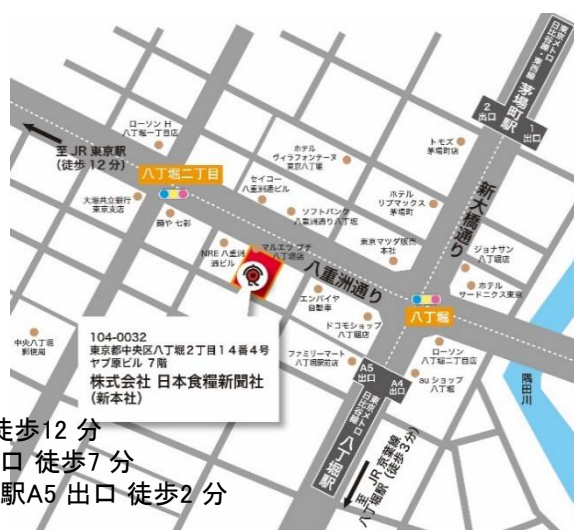 東京メトロ
日比谷線・東西線
茅場町駅
2
出口
1
出口
ローソン H
八丁堀一丁目店
至 JR 東京駅
(徒歩 12 分)
八丁堀二丁目
大垣共立銀行
東京支店
麺や 七彩
ホテル
ヴィラフォンテーヌ
東京八丁堀
セイコー
八重洲通ビル
ソフトバンク
八重洲通り八丁堀
トモズ
茅場町店
ホテル
リブマックス
茅場町
新大橋通り
東京マツダ販売
本社
ジョナサン
八丁堀店
ホテル
サードニクス東京
NRE 八重洲
通ビル
マルエツ プチ
八丁堀店
八重洲通り
エンパイヤ
自動車
ドコモショップ
八丁堀店
八丁堀
ファミリーマート
八丁堀駅前店
ローソン
八丁堀二丁目店
au ショップ
八丁堀
隅田川
中央八丁堀
郵便局
104-0032
東京都中央区八丁堀2丁目14番4号
ヤブ原ビル 7階
株式会社 日本食糧新聞社
(新本社)
A5
出口
A4
出口
東京メトロ
日比谷線
八丁堀駅
至 JR 京葉線
八丁堀駅
(徒歩 3 分)
徒歩12 分
口 徒歩7 分
駅A5 出口 徒歩2 分